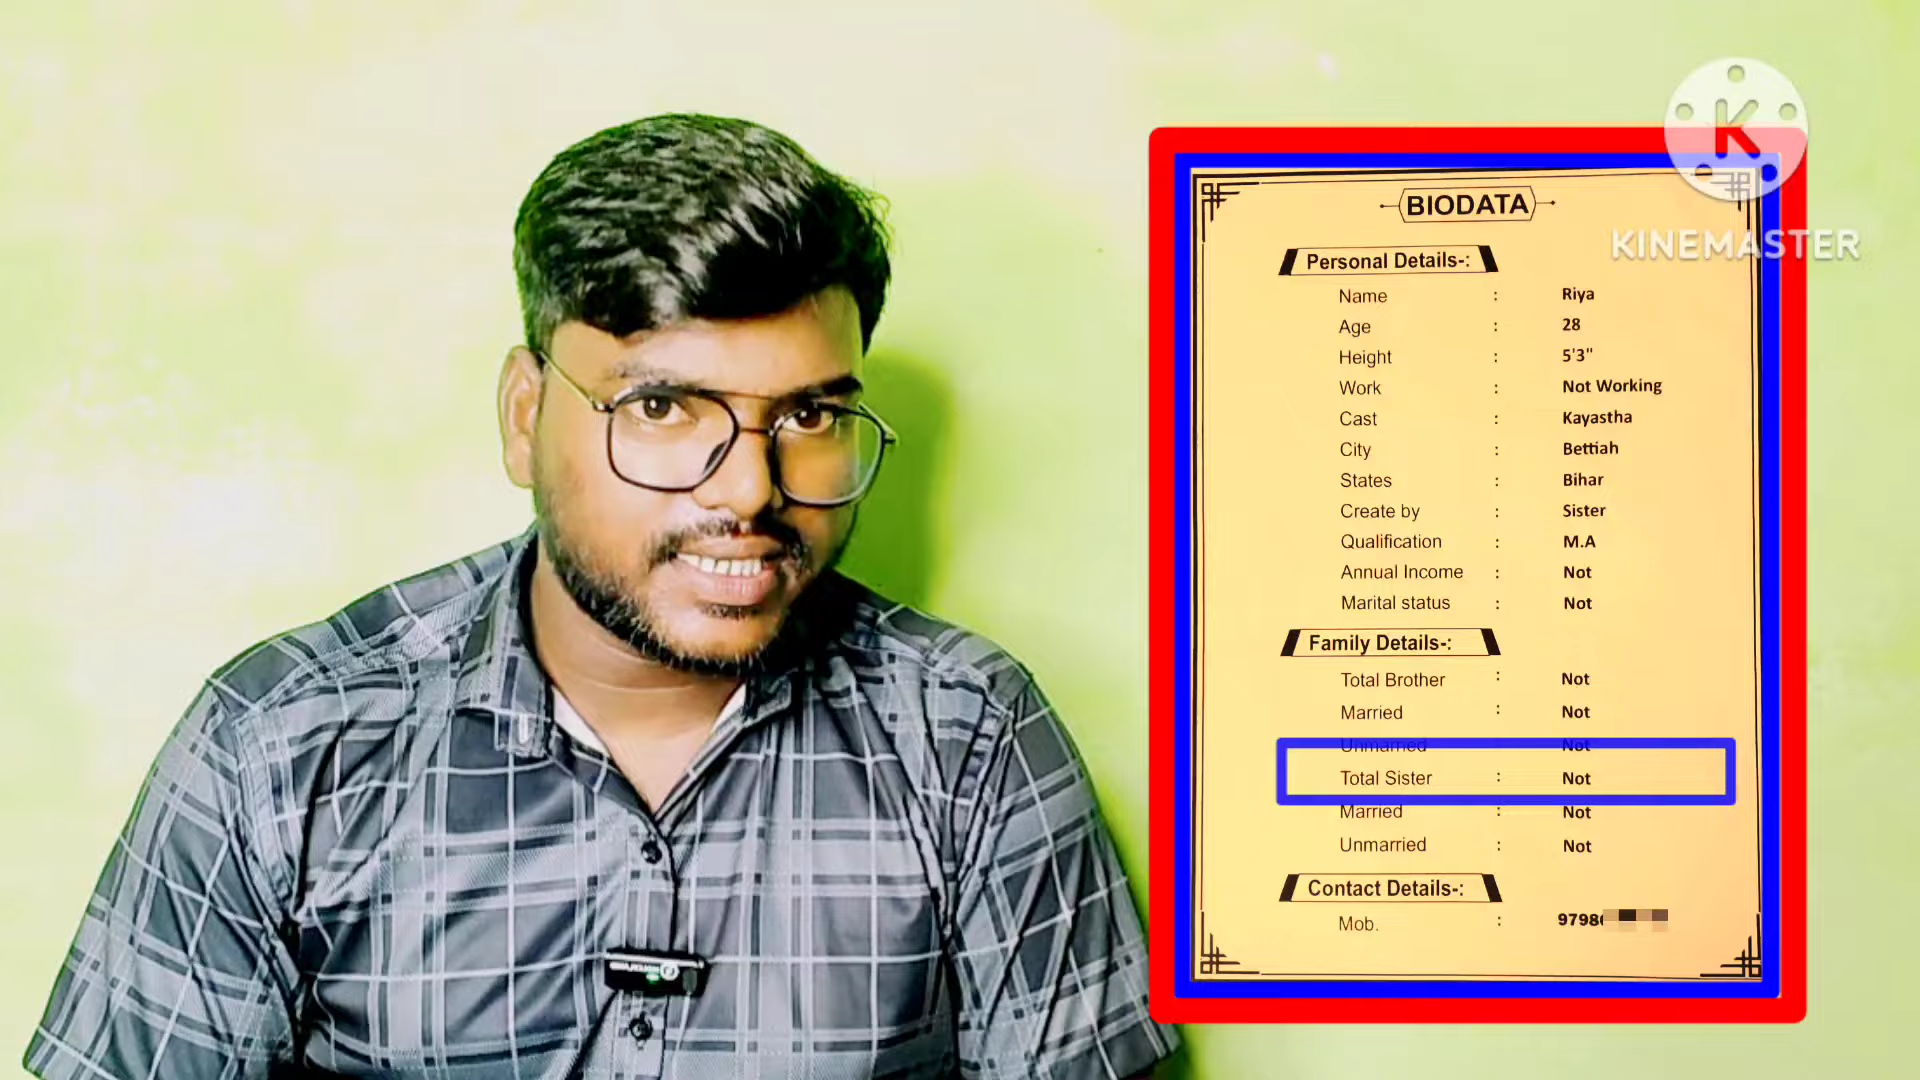 K
KINEMASTER
BIODATA
Personal Details-:
Name : Riya
Age : 28
Height : 5'3"
Work : Not Working
Cast : Kayastha
City : Bettiah
States : Bihar
Create by : Sister
Qualification : M.A
Annual Income : Not
Marital status : Not
Family Details-:
Total Brother : Not
Married : Not
Unmarried : Not
Total Sister : Not
Married : Not
Unmarried : Not
Contact Details-:
Mob. : 9798